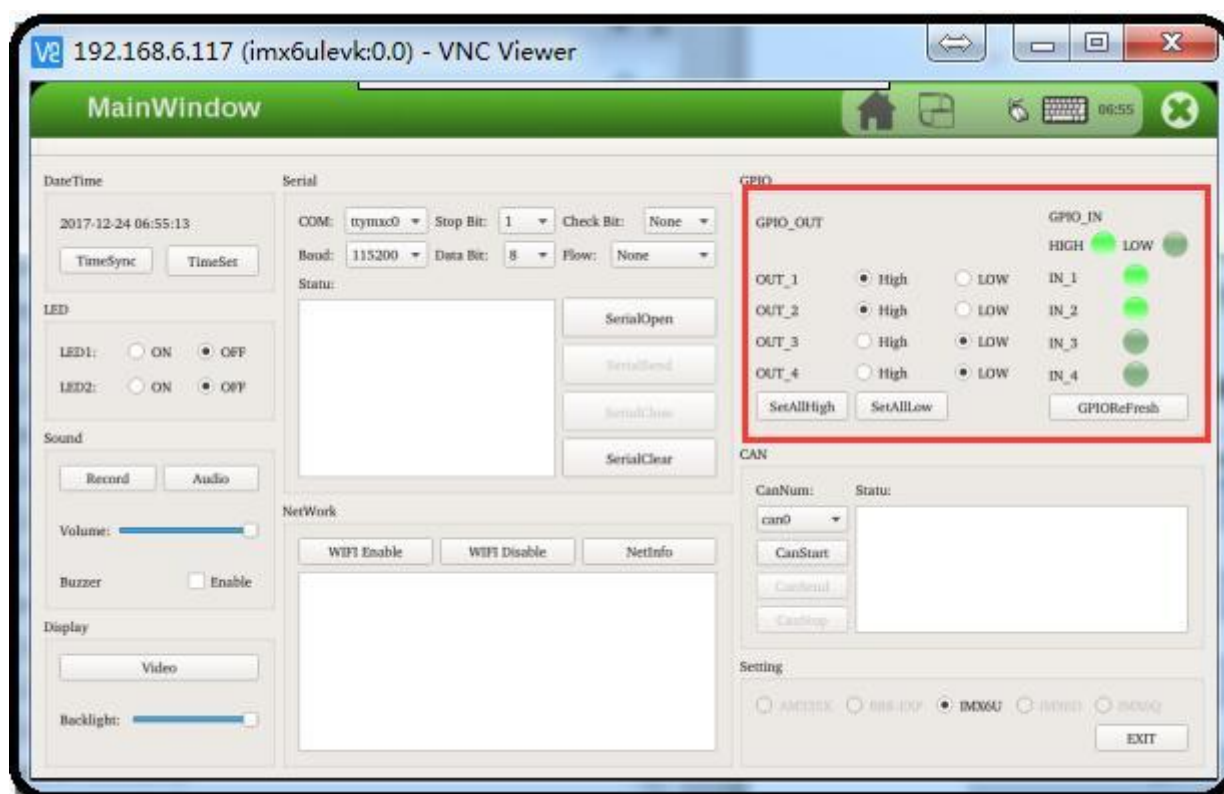 192.168.6.117 (imx6ulevk:0.0) - VNC Viewer
MainWindow
06:55
DateTime
2017-12-24 06:55:13
TimeSync TimeSet
LED
LED1: ON OFF
LED2: ON OFF
Sound
Record Audio
Volume:
Buzzer Enable
Display
Video
Backlight:
Serial
COM: ttymxc0 Stop Bit: 1 Check Bit: None
Baud: 115200 Data Bit: 8 Flow: None
Statu:
SerialOpen
SerialSend
SerialClose
SerialClear
NetWork
WIFI Enable WIFI Disable NetInfo
GPIO
GPIO_OUT GPIO_IN
HIGH LOW
OUT_1 High LOW IN_1
OUT_2 High LOW IN_2
OUT_3 High LOW IN_3
OUT_4 High LOW IN_4
SetAllHigh SetAllLow GPIOReFresh
CAN
CanNum: Statu:
can0
CanStart
CanSend
CanStop
Setting
IMX6U
EXIT